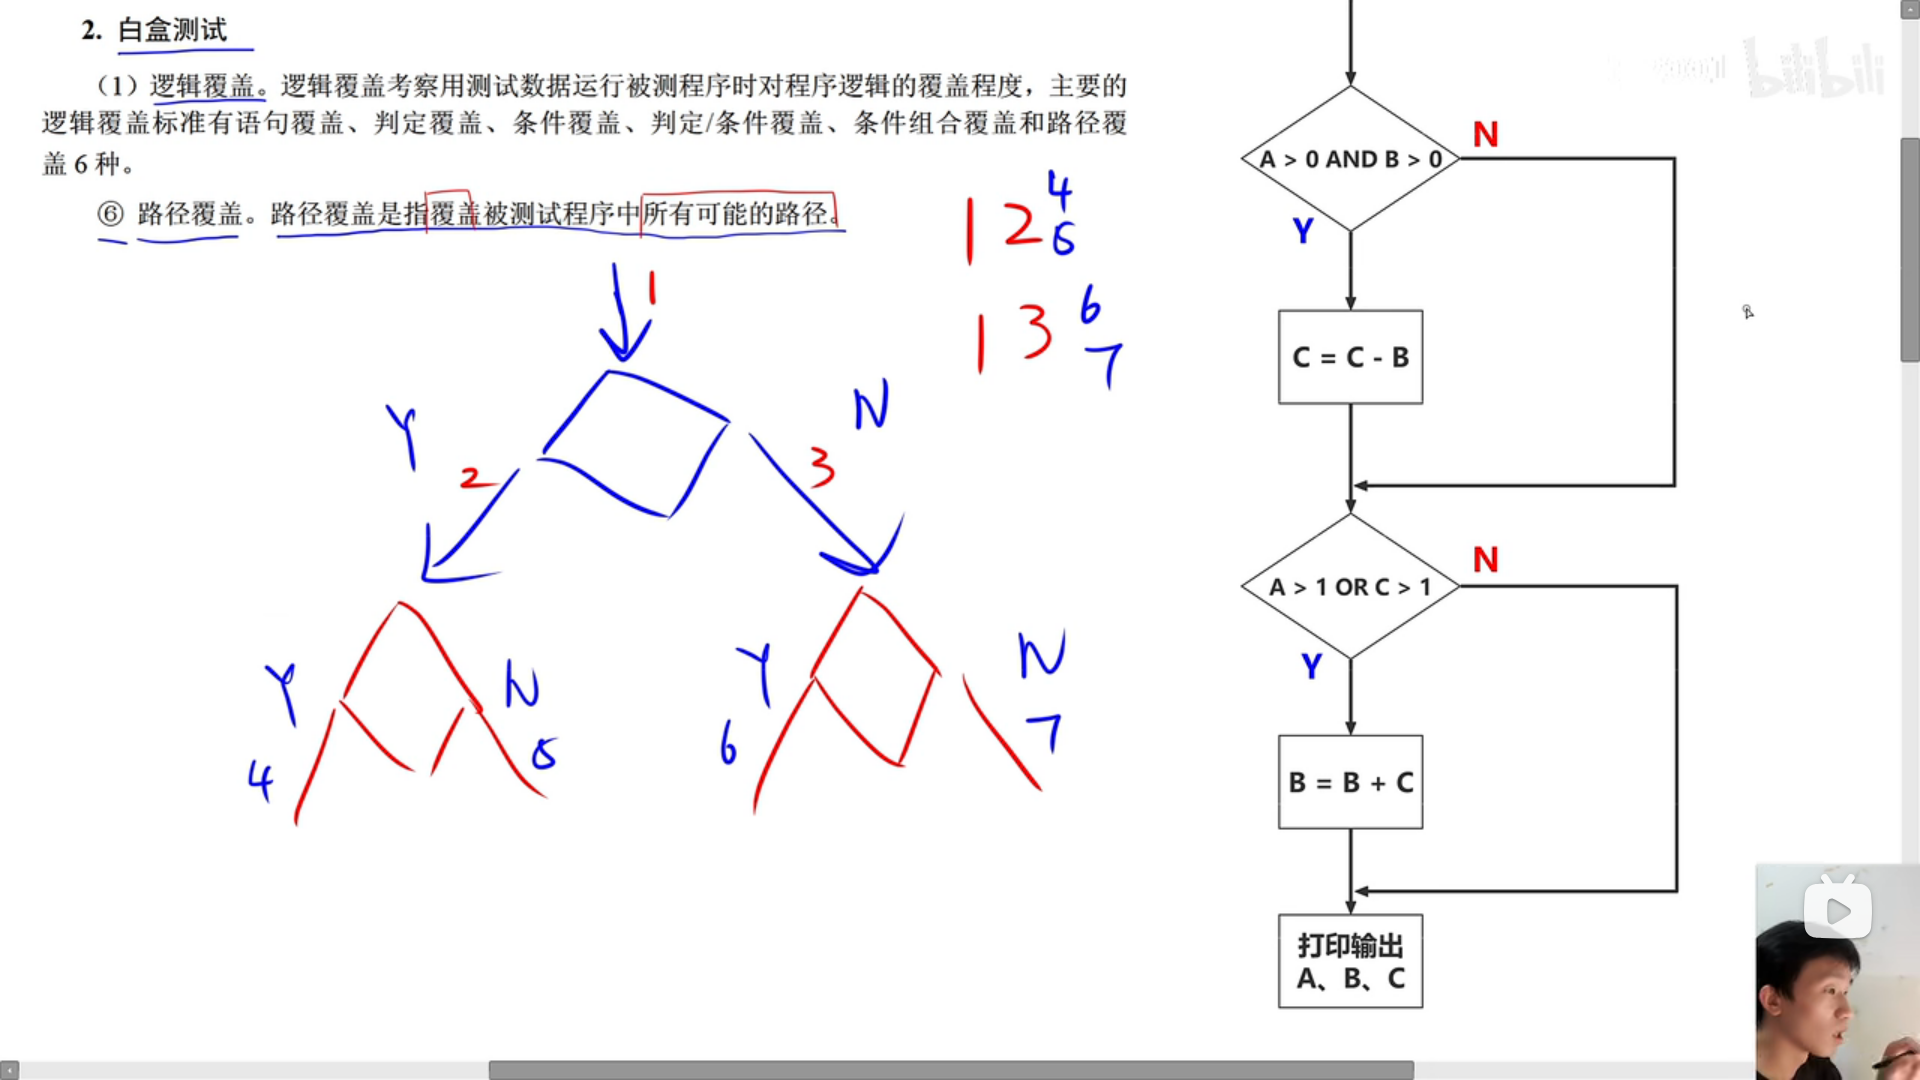 2. 白盒测试
（1）逻辑覆盖。逻辑覆盖考察用测试数据运行被测程序时对程序逻辑的覆盖程度，主要的
逻辑覆盖标准有语句覆盖、判定覆盖、条件覆盖、判定/条件覆盖、条件组合覆盖和路径覆
盖 6 种。
⑥ 路径覆盖。路径覆盖是指覆盖被测试程序中所有可能的路径。
1 2 4
5
1 3 6
7
1
Y
N
2
3
Y
N
4
5
Y
N
6
7
bilibili
A > 0 AND B > 0
N
Y
C = C - B
A > 1 OR C > 1
N
Y
B = B + C
打印输出
A、B、C